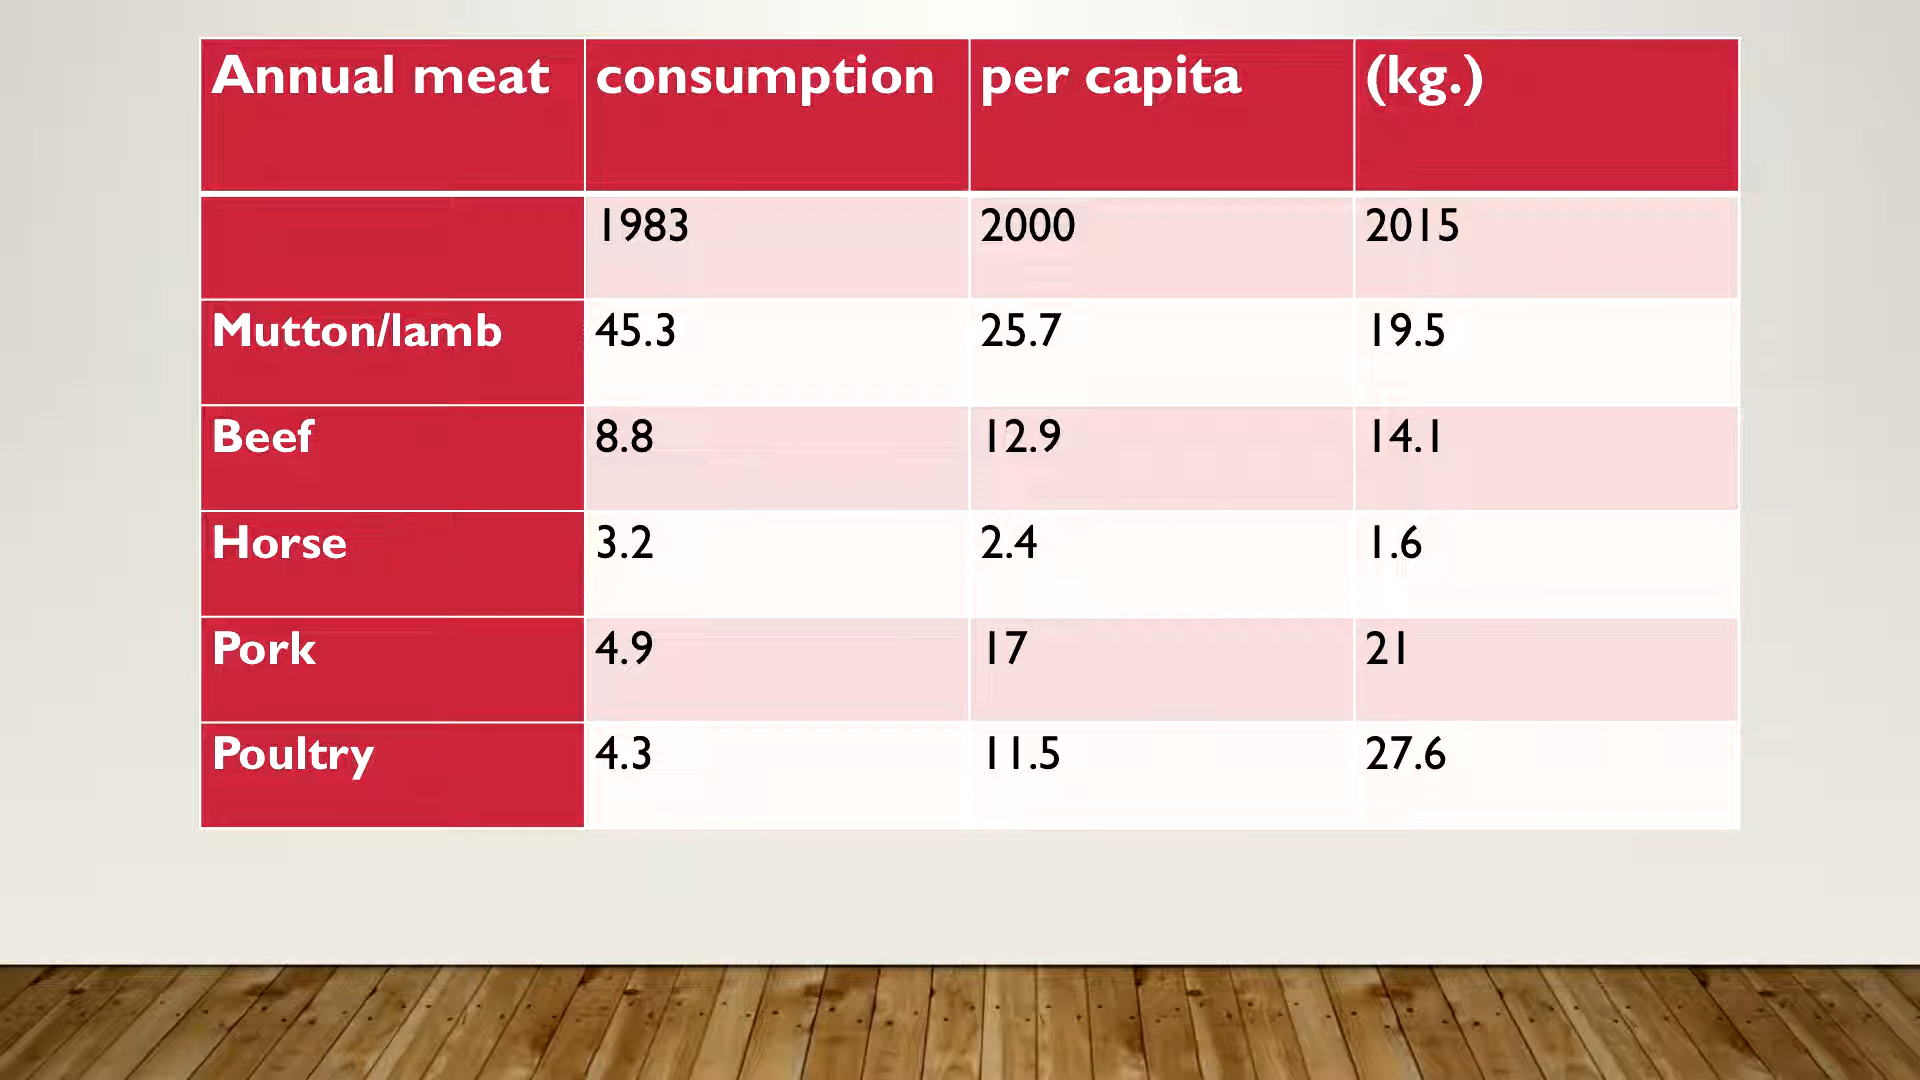 Annual meat consumption per capita (kg.)
1983 2000 2015
Mutton/lamb 45.3 25.7 19.5
Beef 8.8 12.9 14.1
Horse 3.2 2.4 1.6
Pork 4.9 17 21
Poultry 4.3 11.5 27.6